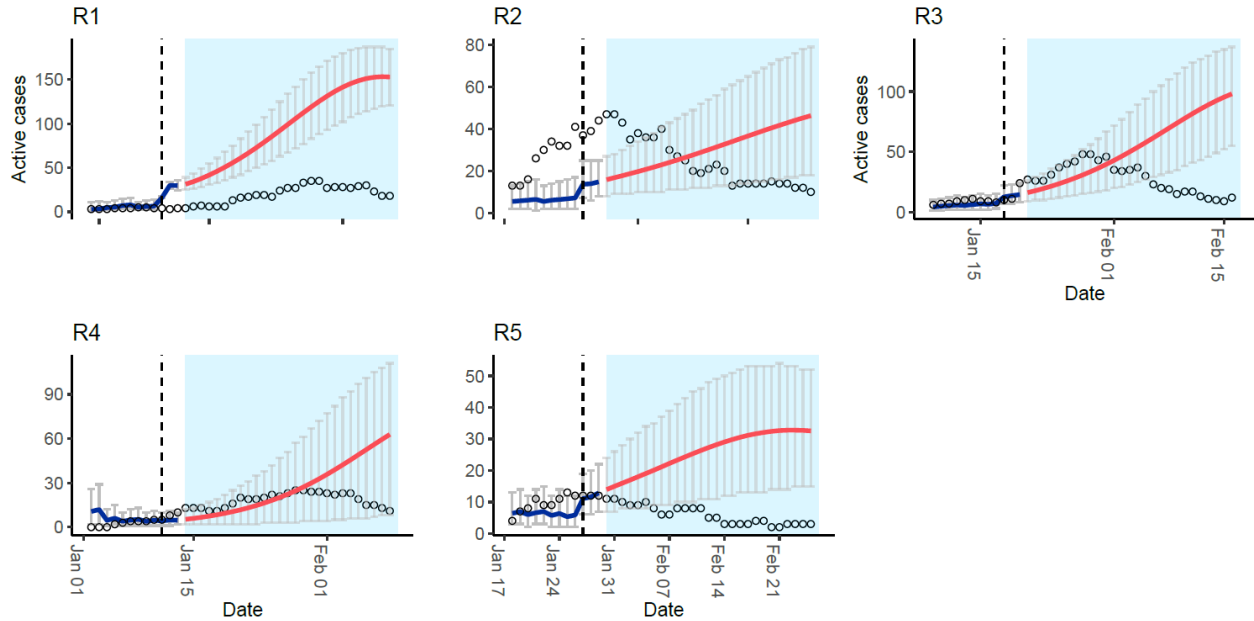 R1
R2
R3
Active cases
150
100
50
0
80
60
40
20
0
Active cases
100
50
0
Jan 15
Feb 01
Feb 15
Date
R4
R5
90
60
30
0
Jan 01
Jan 15
Feb 01
Date
50
40
30
20
10
0
Jan 17
Jan 24
Jan 31
Feb 07
Feb 14
Feb 21
Date